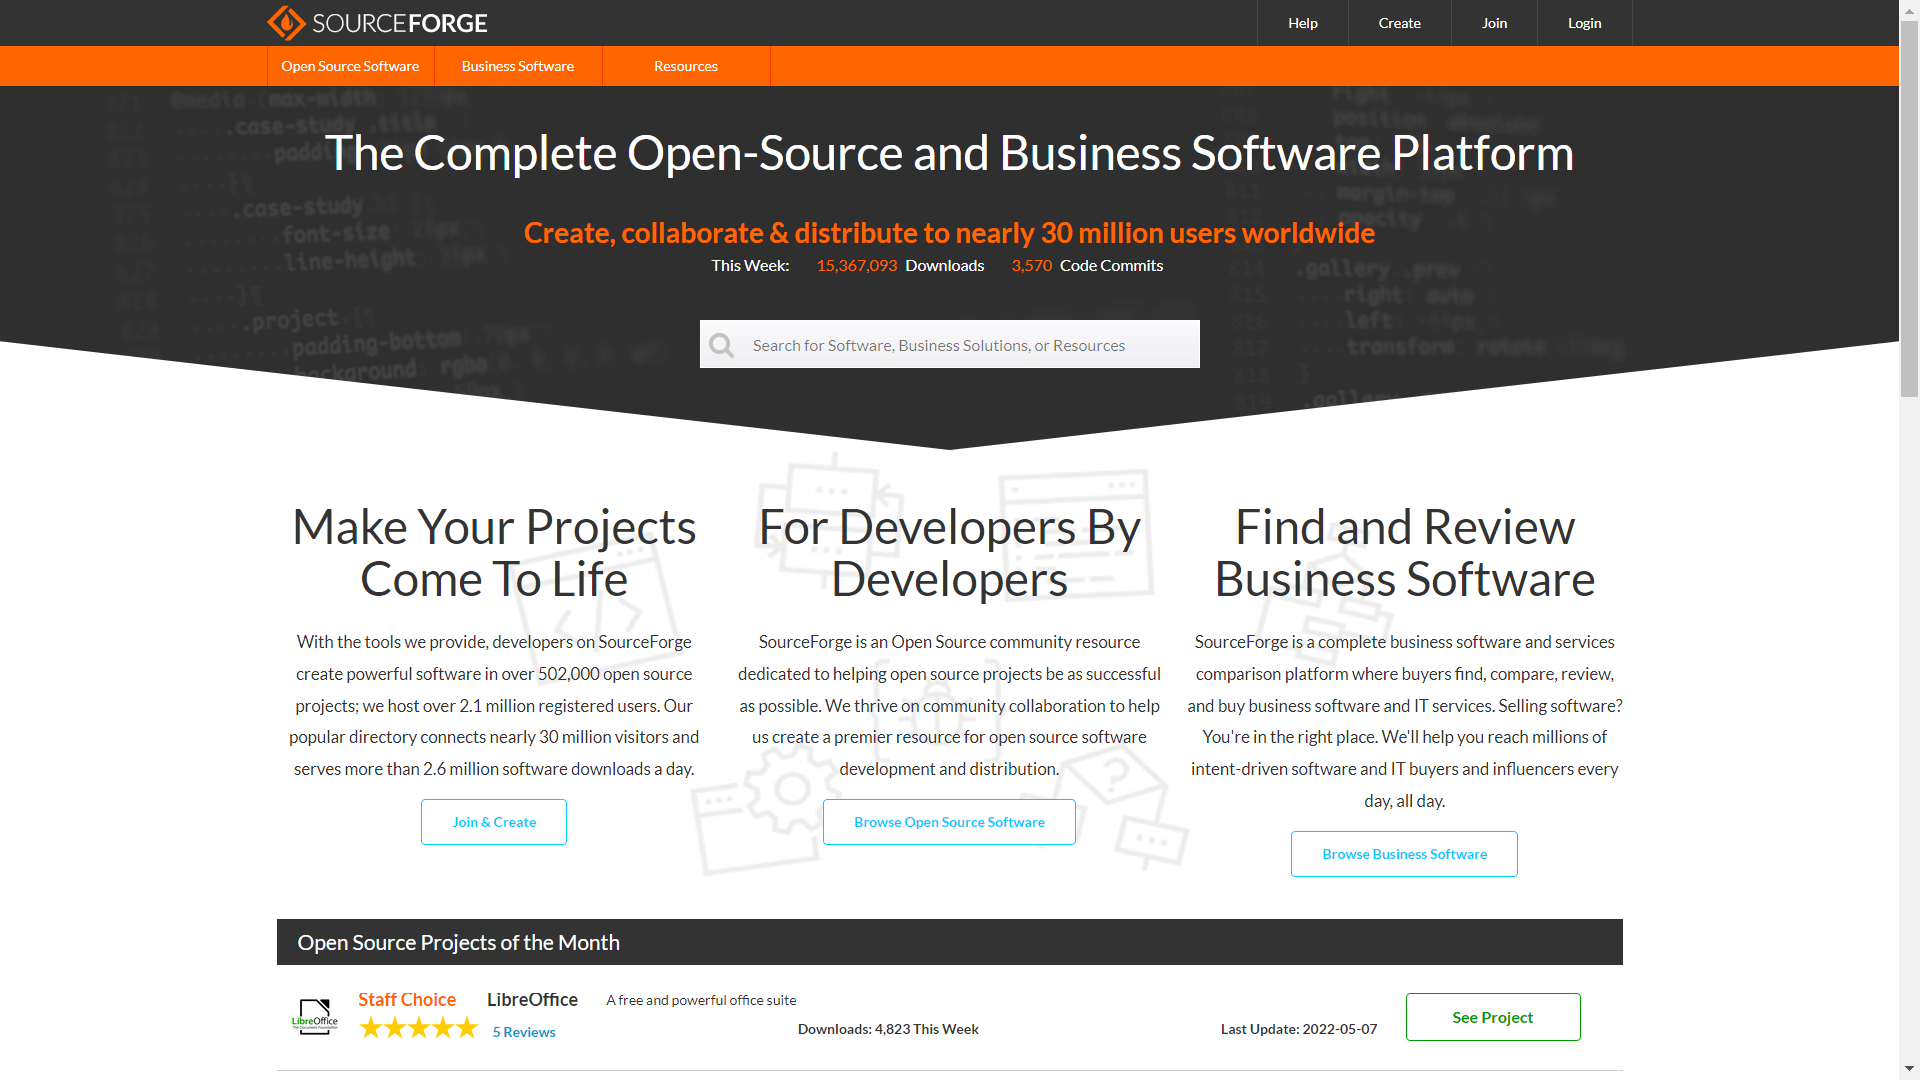 SOURCEFORGE
Help
Create
Join
Login
Open Source Software
Business Software
Resources
The Complete Open-Source and Business Software Platform
Create, collaborate & distribute to nearly 30 million users worldwide
This Week: 15,367,093 Downloads 3,570 Code Commits
Search for Software, Business Solutions, or Resources
Make Your Projects
Come To Life
With the tools we provide, developers on SourceForge
create powerful software in over 502,000 open source
projects; we host over 2.1 million registered users. Our
popular directory connects nearly 30 million visitors and
serves more than 2.6 million software downloads a day.
Join & Create
For Developers By
Developers
SourceForge is an Open Source community resource
dedicated to helping open source projects be as successful
as possible. We thrive on community collaboration to help
us create a premier resource for open source software
development and distribution.
Browse Open Source Software
Find and Review
Business Software
SourceForge is a complete business software and services
comparison platform where buyers find, compare, review,
and buy business software and IT services. Selling software?
You're in the right place. We'll help you reach millions of
intent-driven software and IT buyers and influencers every
day, all day.
Browse Business Software
Open Source Projects of the Month
LibreOffice
The Document Foundation
Staff Choice
LibreOffice
A free and powerful office suite
5 Reviews
Downloads: 4,823 This Week
Last Update: 2022-05-07
See Project